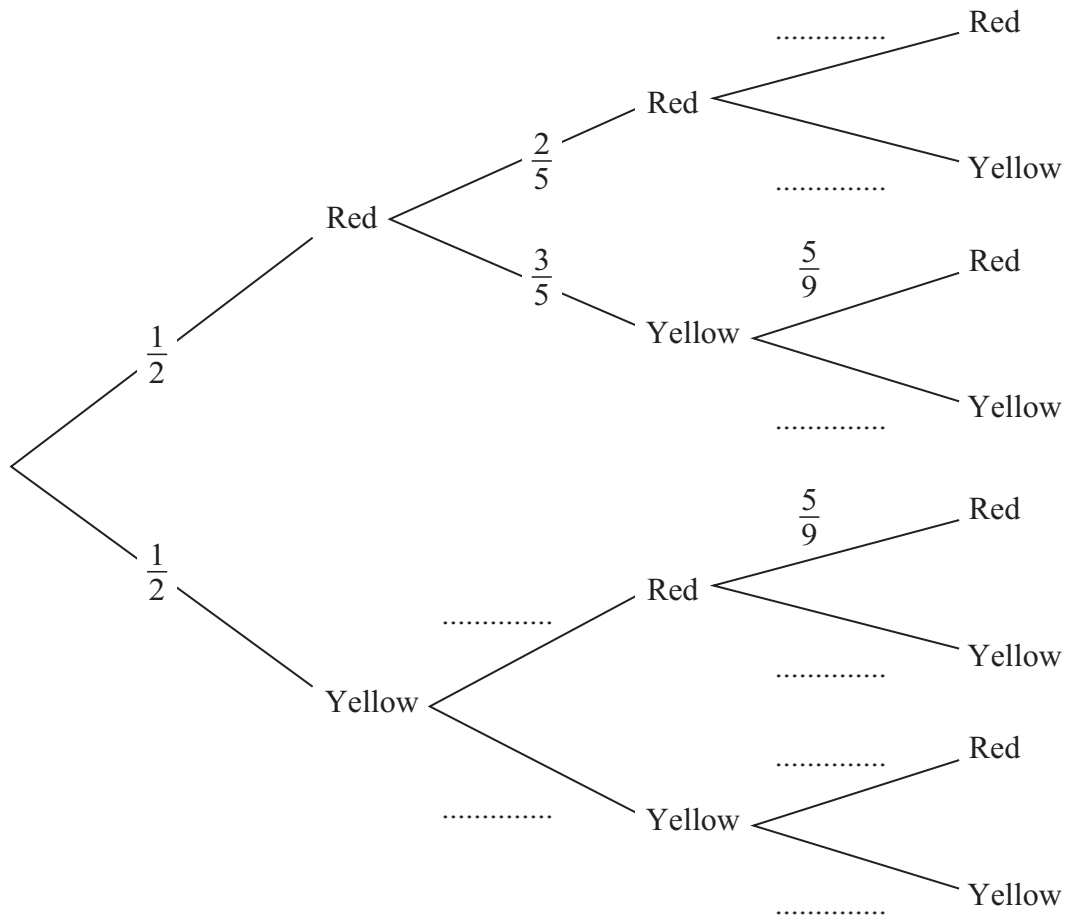 Red
Red
2/5
Yellow
Red
3/5
5/9
Red
Yellow
1/2
Yellow
1/2
5/9
Red
Red
Yellow
Yellow
Red
Yellow
Yellow